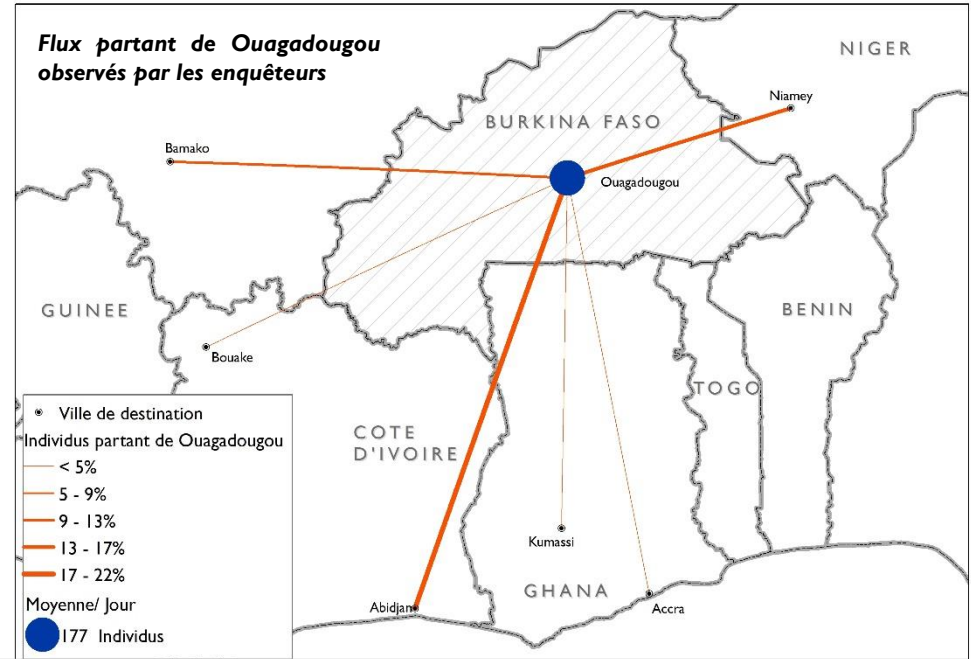 Flux partant de Ouagadougou
observés par les enquêteurs
NIGER
Niamey
BURKINA FASO
Bamako
Ouagadougou
GUINEE
BENIN
Bouake
TOGO
COTE
D'IVOIRE
Kumassi
GHANA
Accra
Abidjan
Ville de destination
Individus partant de Ouagadougou
< 5%
5 - 9%
9 - 13%
13 - 17%
17 - 22%
Moyenne/ Jour
177 Individus